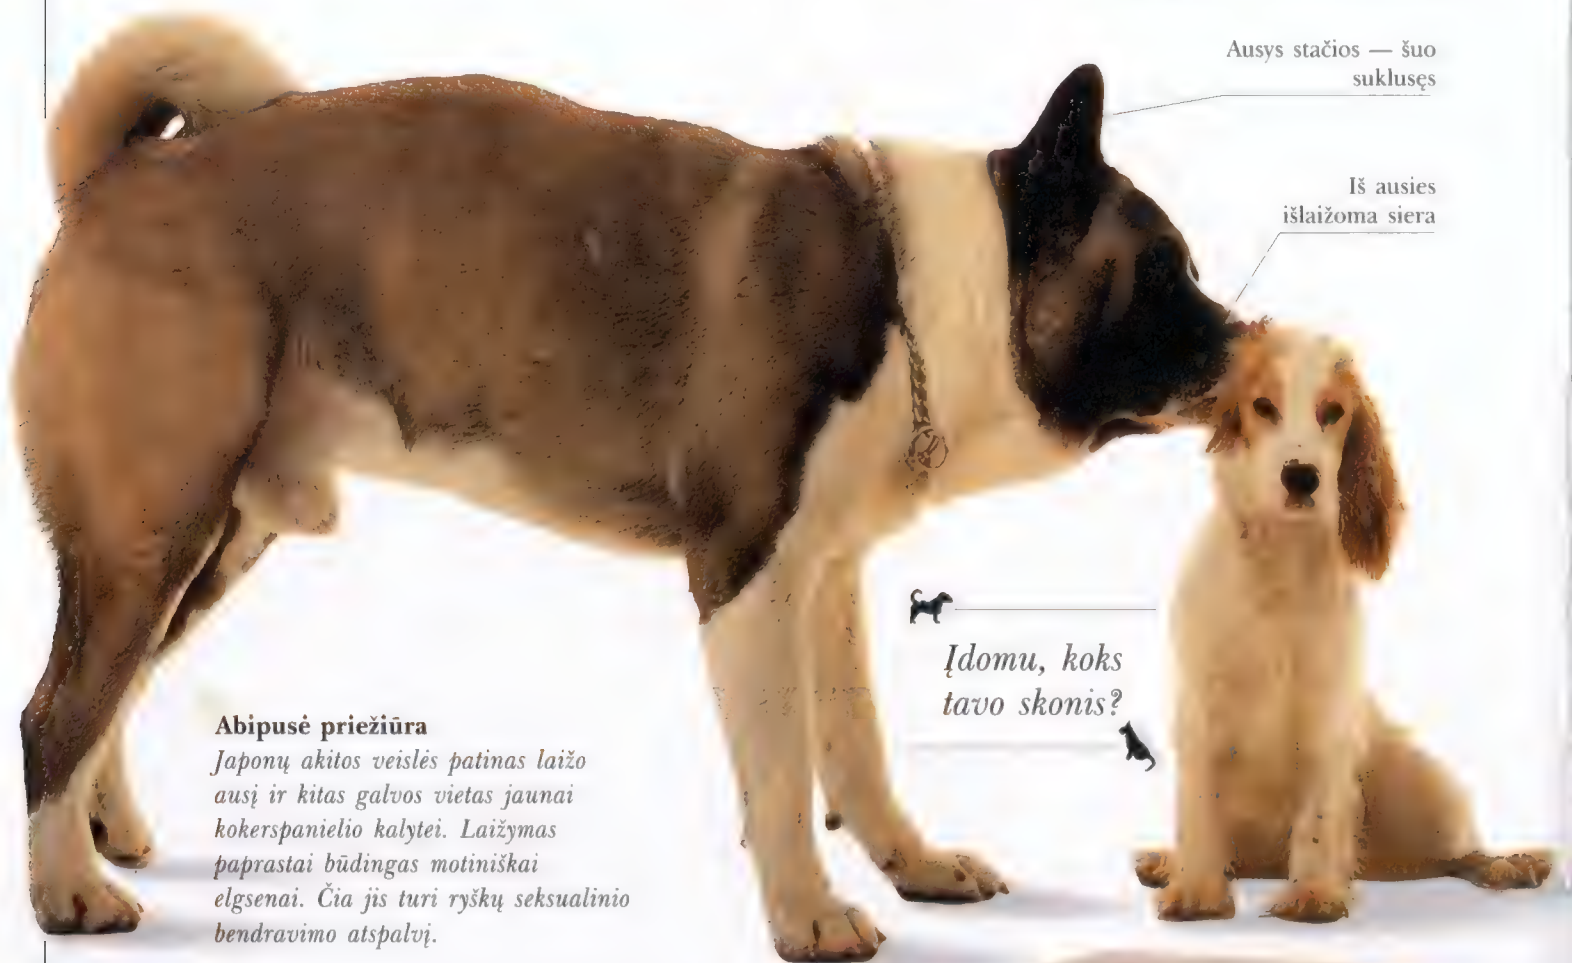 Ausys stačios — šuo
suklusęs
Iš ausies
išlaižoma siera
Įdomu, koks
tavo skonis?
Abipusė priežiūra
Japonų akitos veislės patinas laižo
ausį ir kitas galvos vietas jaunai
kokerspanielio kalytei. Laižymas
paprastai būdingas motiniškai
elgsenai. Čia jis turi ryškų seksualinio
bendravimo atspalvį.